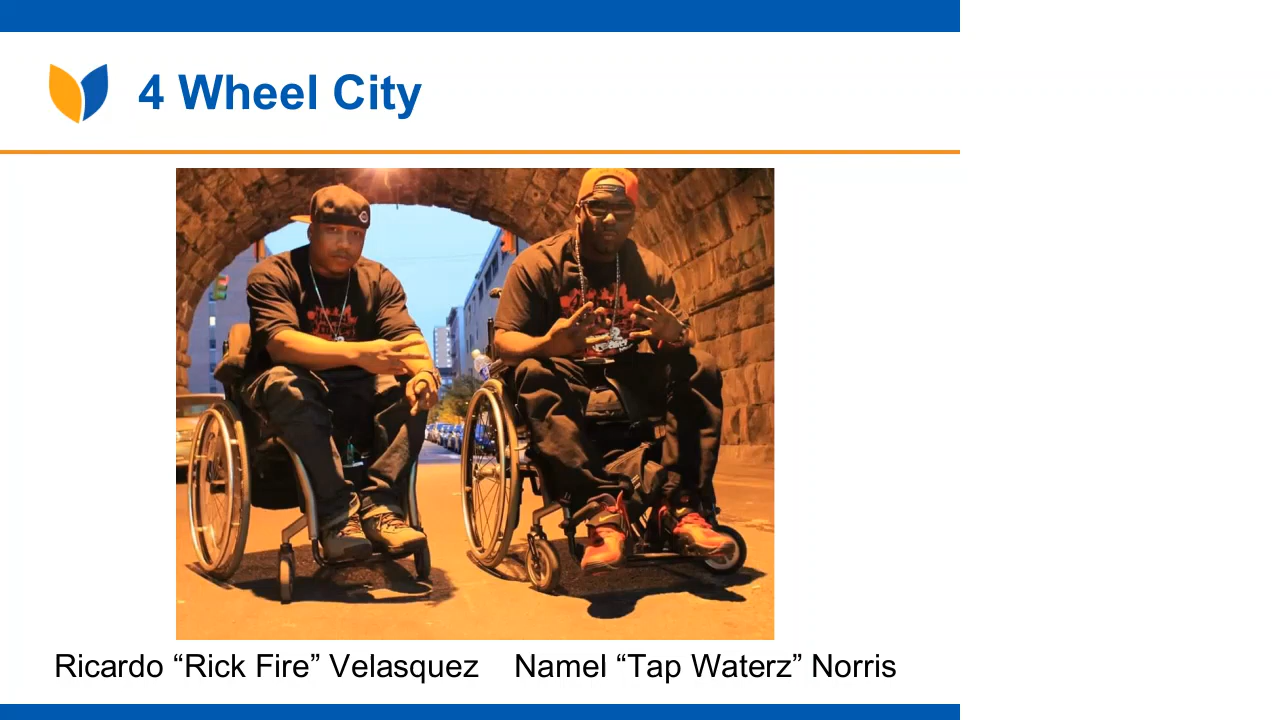 4 Wheel City
Ricardo “Rick Fire” Velasquez    Namel “Tap Waterz” Norris